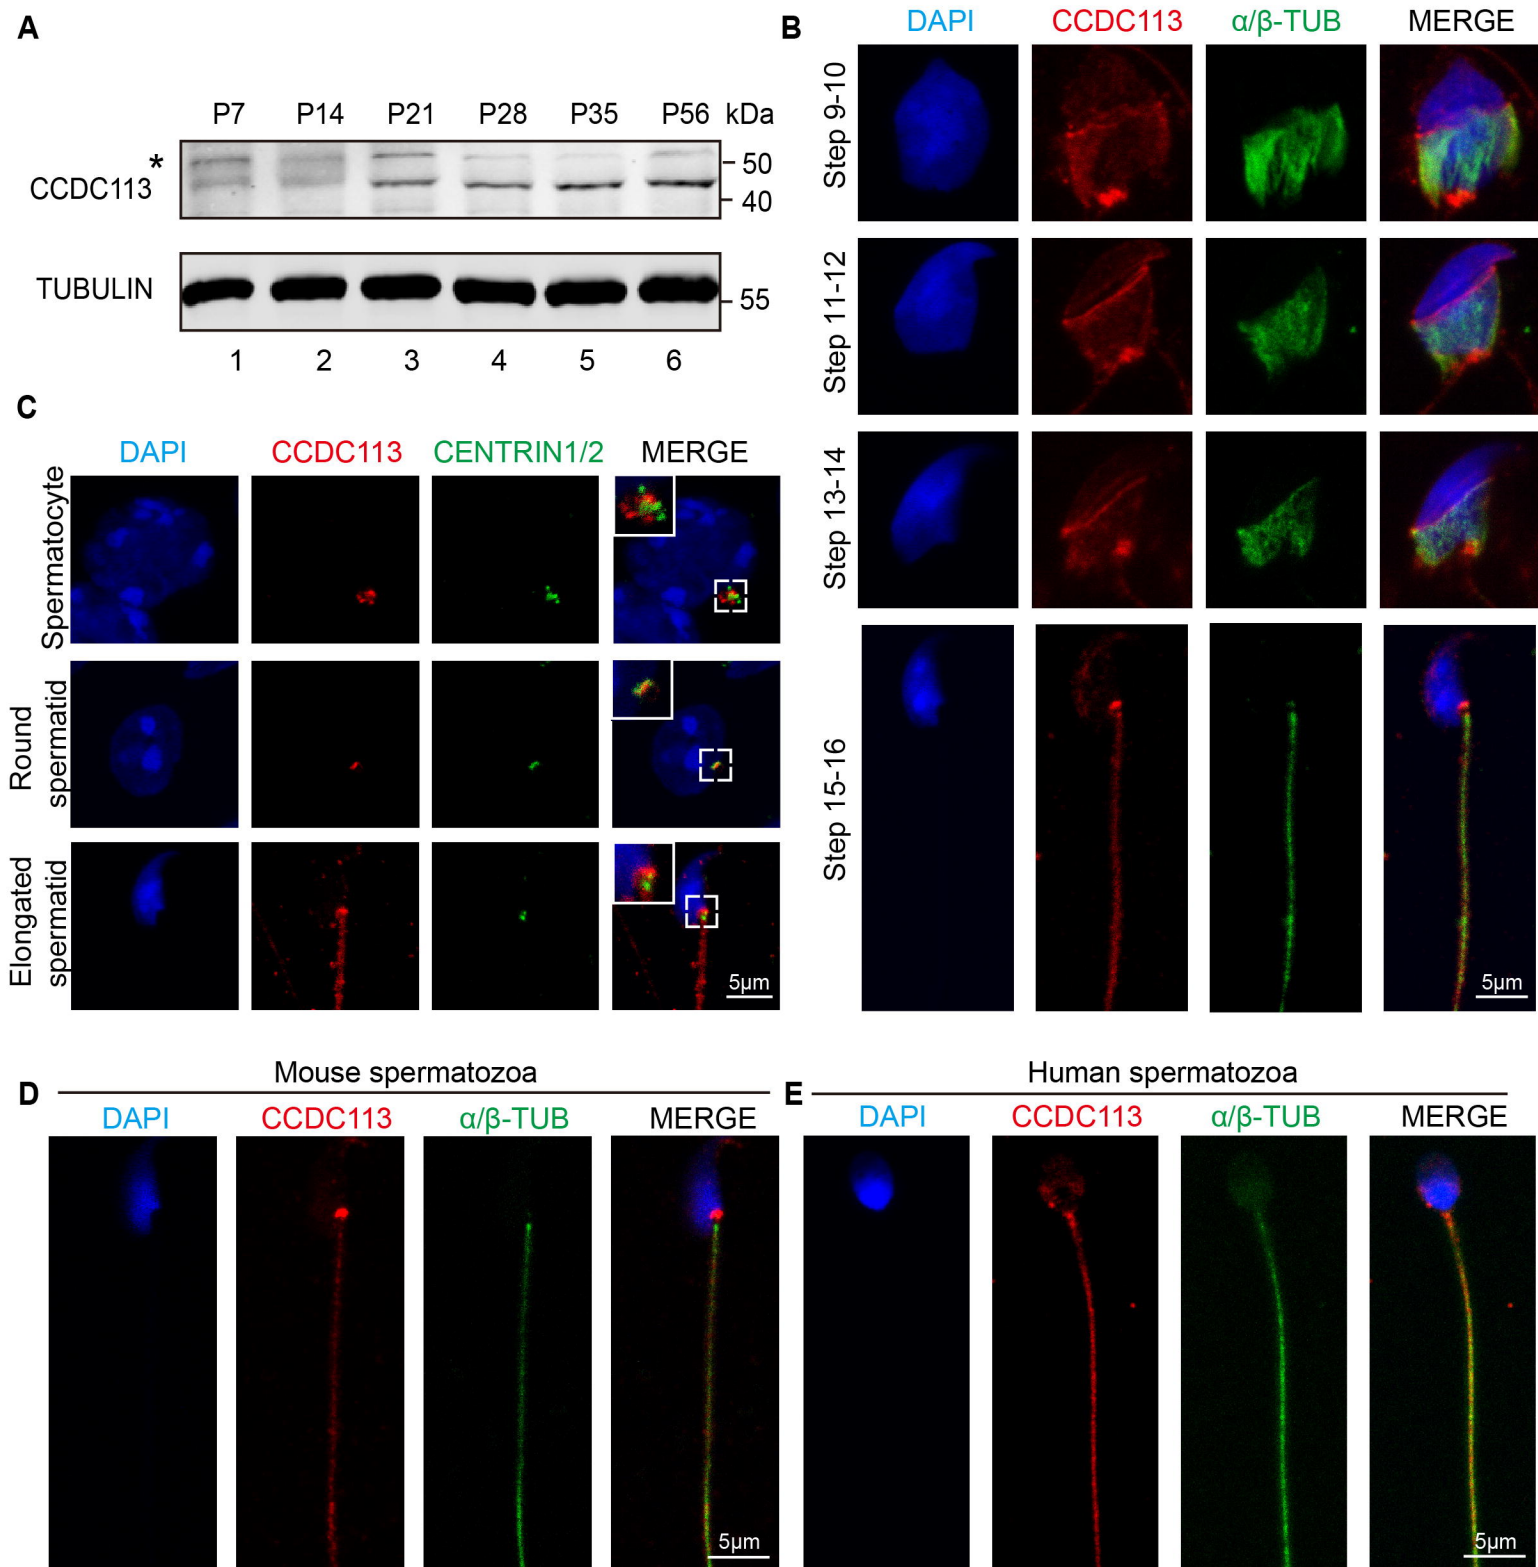 A
P7 P14 P21 P28 P35 P56 kDa
*
CCDC113
50
40
TUBULIN
55
1 2 3 4 5 6
B
DAPI CCDC113 α/β-TUB MERGE
Step 9-10
Step 11-12
Step 13-14
Step 15-16
5μm
C
DAPI CCDC113 CENTRIN1/2 MERGE
Spermatocyte
Round
spermatid
Elongated
spermatid
5μm
D
Mouse spermatozoa
DAPI CCDC113 α/β-TUB MERGE
5μm
E
Human spermatozoa
DAPI CCDC113 α/β-TUB MERGE
5μm